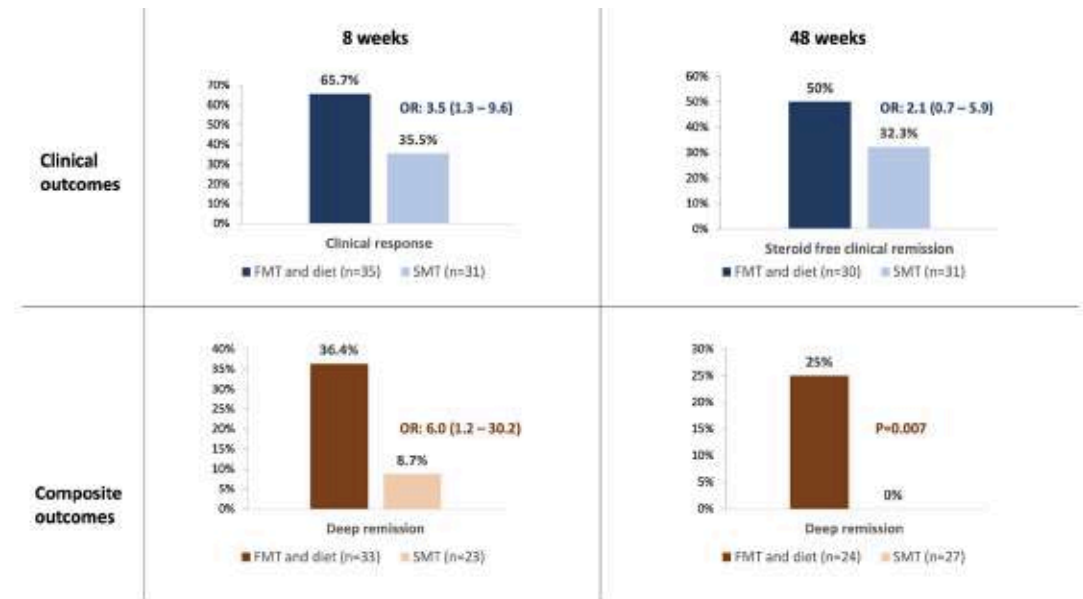 8 weeks
48 weeks
Clinical
outcomes
70%
60%
50%
40%
30%
20%
10%
0%
65.7%
OR: 3.5 (1.3 – 9.6)
35.5%
Clinical response
FMT and diet (n=35) SMT (n=31)
60%
50%
40%
30%
20%
10%
0%
50%
OR: 2.1 (0.7 – 5.9)
32.3%
Steroid free clinical remission
FMT and diet (n=30) SMT (n=31)
Composite
outcomes
40%
35%
30%
25%
20%
15%
10%
5%
0%
36.4%
OR: 6.0 (1.2 – 30.2)
8.7%
Deep remission
FMT and diet (n=33) SMT (n=23)
30%
25%
20%
15%
10%
5%
0%
25%
P=0.007
0%
Deep remission
FMT and diet (n=24) SMT (n=27)